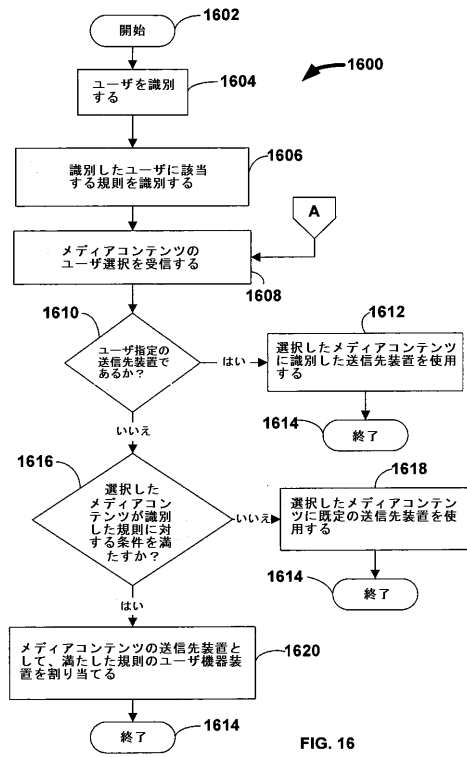 開始
1602
1600
ユーザを識別
する
1604
識別したユーザに該当
する規則を識別する
1606
A
メディアコンテンツの
ユーザ選択を受信する
1608
1610
ユーザ指定の
送信先装置で
あるか？
はい
1612
選択したメディアコンテンツ
に識別した送信先装置を使用
する
1614
終了
いいえ
1616
選択した
メディアコン
テンツが識別
した規則に対
する条件を満
たすか？
いいえ
1618
選択したメディアコンテン
ツに既定の送信先装置を使
用する
1614
終了
はい
メディアコンテンツの送信先装置と
して、満たした規則のユーザ機器装
置を割り当てる
1620
終了
1614
FIG. 16